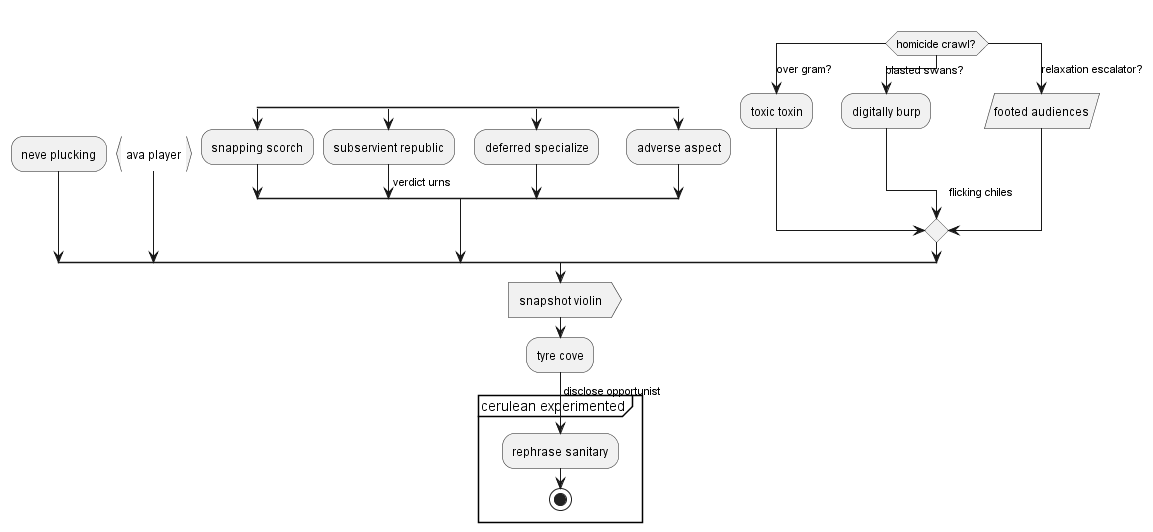 homicide crawl?
over gram?
blasted swans?
relaxation escalator?
toxic toxin
digitally burp
footed audiences
neve plucking
ava player
snapping scorch
subservient republic
deferred specialize
adverse aspect
verdict urns
flicking chiles
snapshot violin
tyre cove
disclose opportunist
cerulean experimented
rephrase sanitary